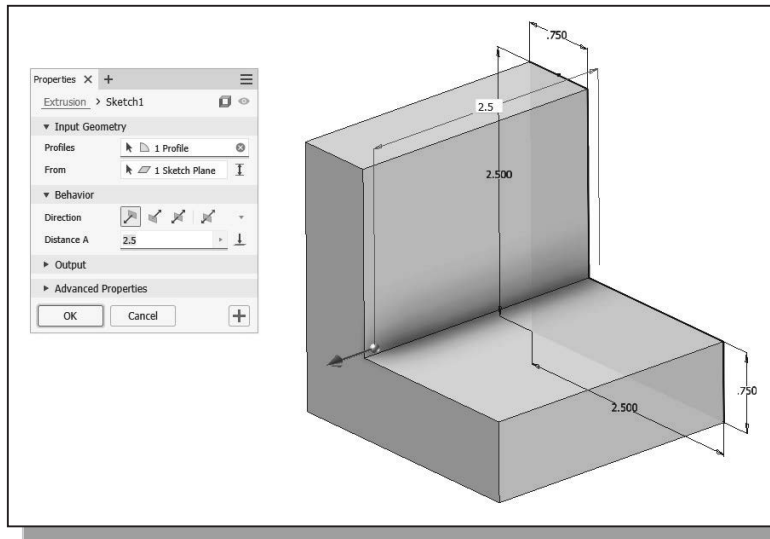 Properties × +
Extrusion > Sketch1
Input Geometry
Profiles 1 Profile
From 1 Sketch Plane
Behavior
Direction
Distance A 2.5
Output
Advanced Properties
OK Cancel +
.750
2.5
2.500
.750
2.500